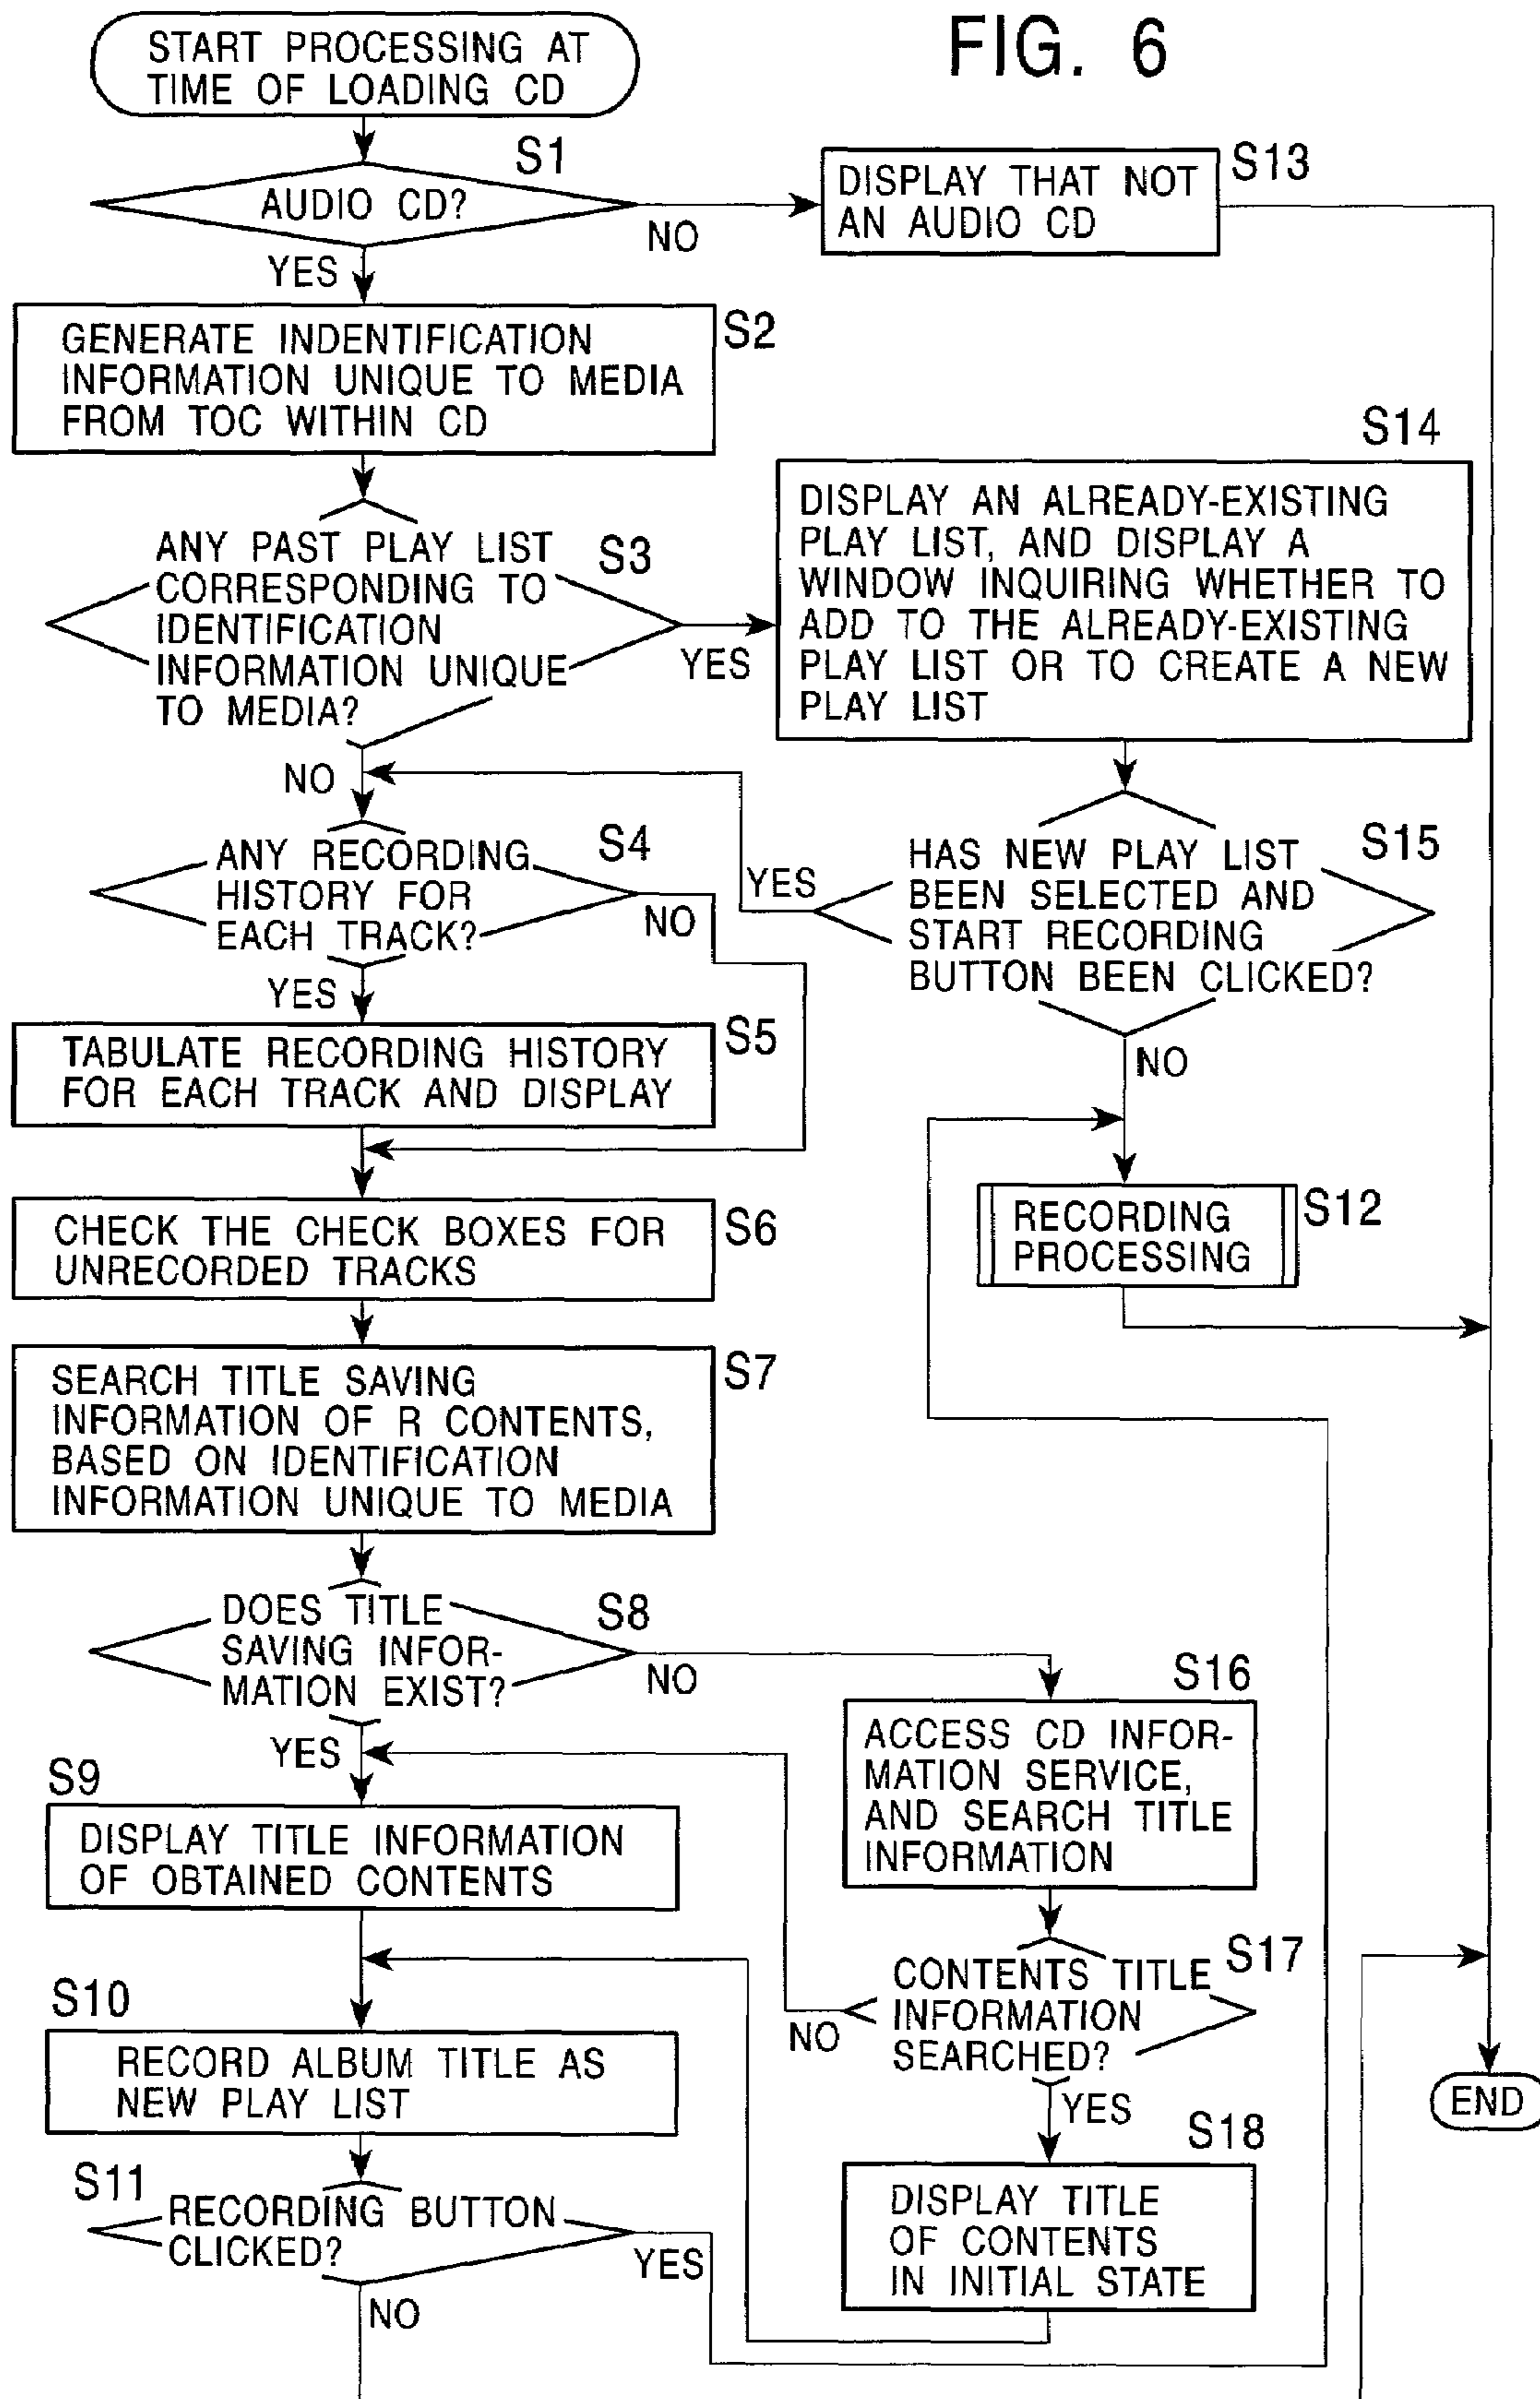 FIG. 6
START PROCESSING AT
TIME OF LOADING CD
S1
AUDIO CD?
NO
YES
S13
DISPLAY THAT NOT
AN AUDIO CD
S2
GENERATE INDENTIFICATION
INFORMATION UNIQUE TO MEDIA
FROM TOC WITHIN CD
S3
ANY PAST PLAY LIST
CORRESPONDING TO
IDENTIFICATION
INFORMATION UNIQUE
TO MEDIA?
YES
NO
S14
DISPLAY AN ALREADY-EXISTING
PLAY LIST, AND DISPLAY A
WINDOW INQUIRING WHETHER TO
ADD TO THE ALREADY-EXISTING
PLAY LIST OR TO CREATE A NEW
PLAY LIST
S4
ANY RECORDING
HISTORY FOR
EACH TRACK?
NO
YES
S15
HAS NEW PLAY LIST
BEEN SELECTED AND
START RECORDING
BUTTON BEEN CLICKED?
YES
NO
S5
TABULATE RECORDING HISTORY
FOR EACH TRACK AND DISPLAY
S6
CHECK THE CHECK BOXES FOR
UNRECORDED TRACKS
S12
RECORDING
PROCESSING
S7
SEARCH TITLE SAVING
INFORMATION OF R CONTENTS,
BASED ON IDENTIFICATION
INFORMATION UNIQUE TO MEDIA
S8
DOES TITLE
SAVING INFOR-
MATION EXIST?
NO
YES
S16
ACCESS CD INFOR-
MATION SERVICE,
AND SEARCH TITLE
INFORMATION
S9
DISPLAY TITLE INFORMATION
OF OBTAINED CONTENTS
S17
CONTENTS TITLE
INFORMATION
SEARCHED?
NO
YES
S10
RECORD ALBUM TITLE AS
NEW PLAY LIST
END
S18
DISPLAY TITLE
OF CONTENTS
IN INITIAL STATE
S11
RECORDING BUTTON
CLICKED?
YES
NO